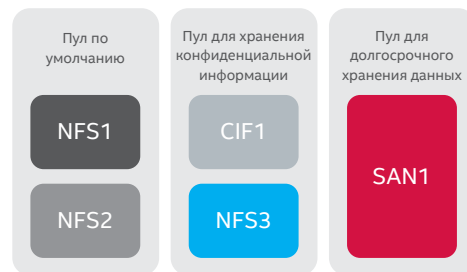 Пул по
умолчанию
NFS1
NFS2
Пул для хранения
конфиденциальной
информации
CIF1
NFS3
Пул для
долгосрочного
хранения данных
SAN1